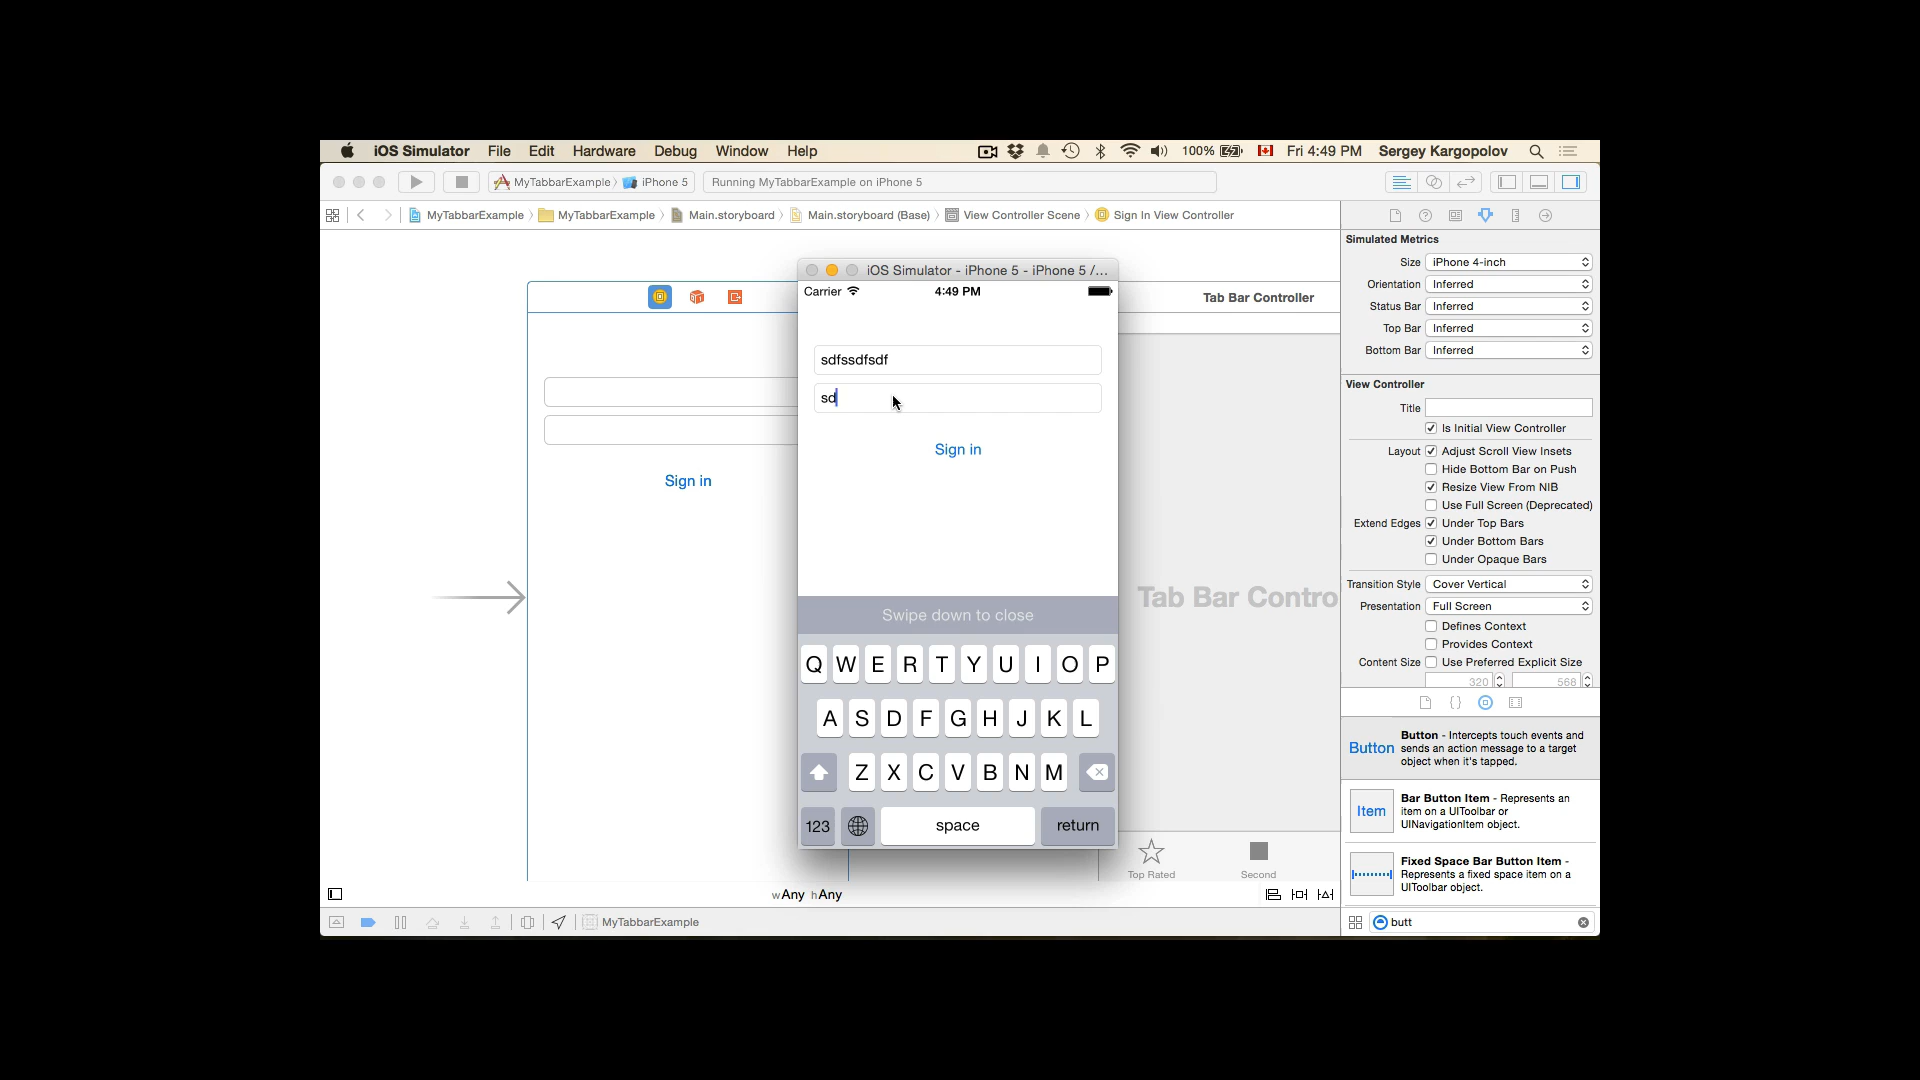 iOS Simulator File Edit Hardware Debug Window Help 100% Fri 4:49 PM Sergey Kargopolov
MyTabbarExample iPhone 5 Running MyTabbarExample on iPhone 5
MyTabbarExample MyTabbarExample Main.storyboard Main.storyboard (Base) View Controller Scene Sign In View Controller
Simulated Metrics
Size iPhone 4-inch
Orientation Inferred
Status Bar Inferred
Top Bar Inferred
Bottom Bar Inferred
View Controller
Title
Is Initial View Controller
Layout Adjust Scroll View Insets
Hide Bottom Bar on Push
Resize View From NIB
Use Full Screen (Deprecated)
Extend Edges Under Top Bars
Under Bottom Bars
Under Opaque Bars
Transition Style Cover Vertical
Presentation Full Screen
Defines Context
Provides Context
Content Size Use Preferred Explicit Size
320 568
Button
Button - Intercepts touch events and
sends an action message to a target
object when it's tapped.
Item
Bar Button Item - Represents an
item on a UIToolbar or
UINavigationItem object.
Fixed Space Bar Button Item -
Represents a fixed space item on a
UIToolbar object.
butt
iOS Simulator - iPhone 5 - iPhone 5 /...
Carrier 4:49 PM
sdfssdfsdf
sd
Sign in
Swipe down to close
Q W E R T Y U I O P
A S D F G H J K L
Z X C V B N M
123 space return
Sign in
Tab Bar Controller
Tab Bar Contro
Top Rated Second
wAny hAny
MyTabbarExample